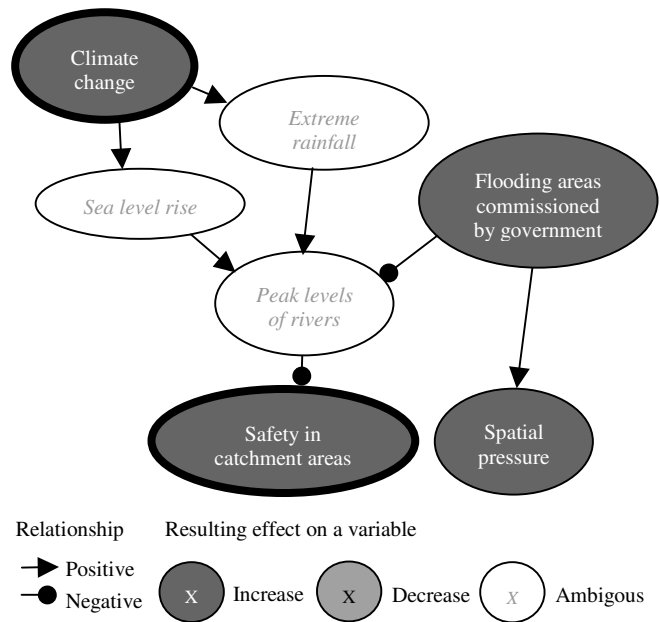 Climate
change
Extreme
rainfall
Sea level rise
Flooding areas
commissioned
by government
Peak levels
of rivers
Safety in
catchment areas
Spatial
pressure
Relationship
Resulting effect on a variable
Positive
Negative
x
Increase
x
Decrease
x
Ambigous